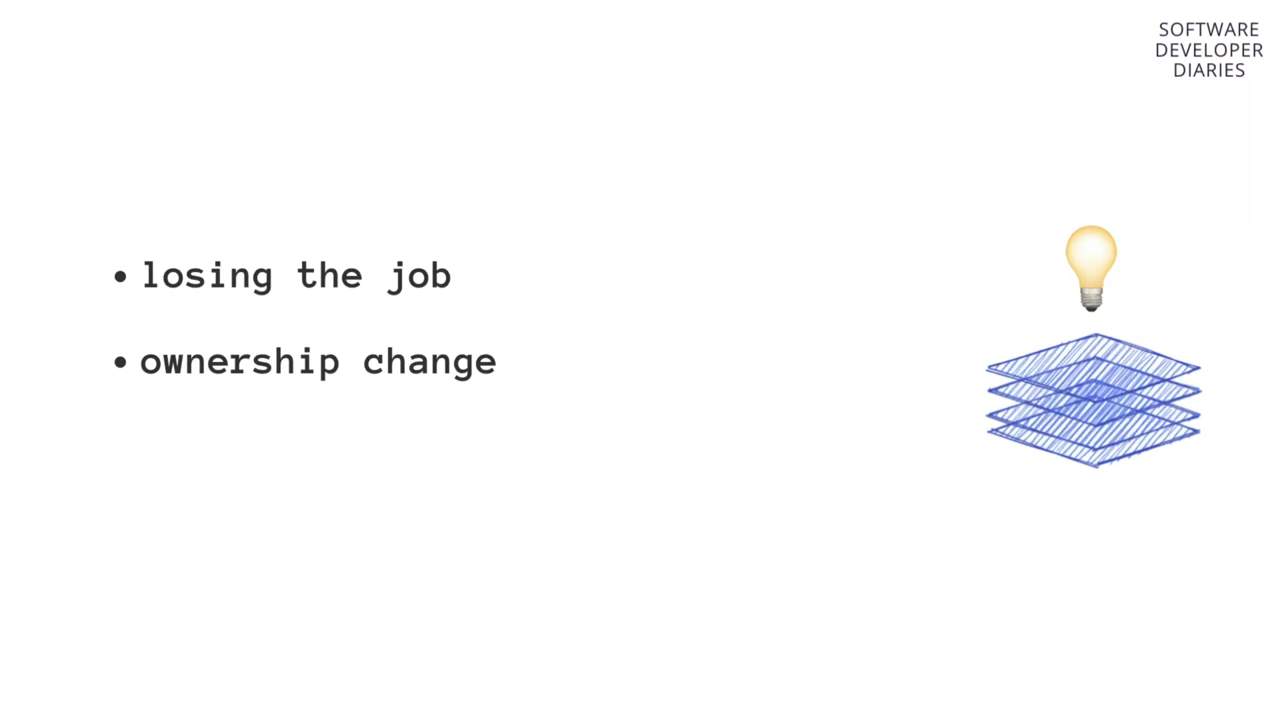 SOFTWARE
DEVELOPER
DIARIES
• losing the job
• ownership change